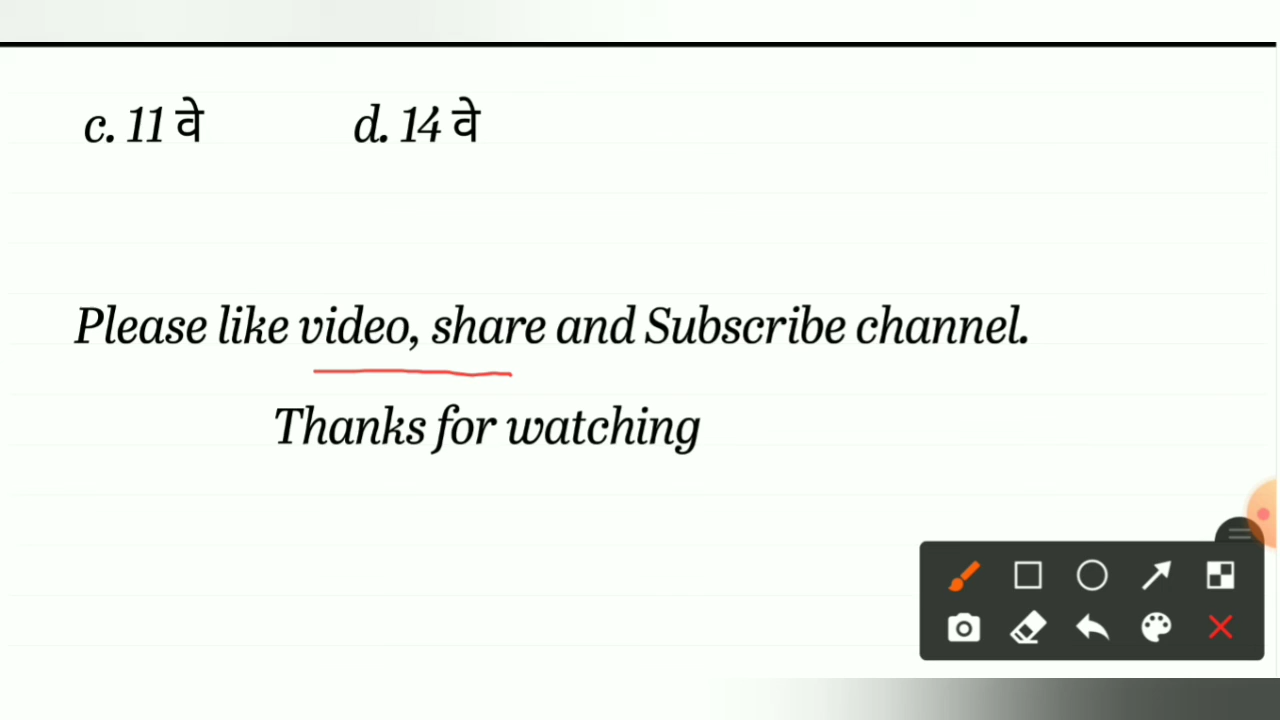 c. 11 वे d. 14 वे
Please like video, share and Subscribe channel.
Thanks for watching